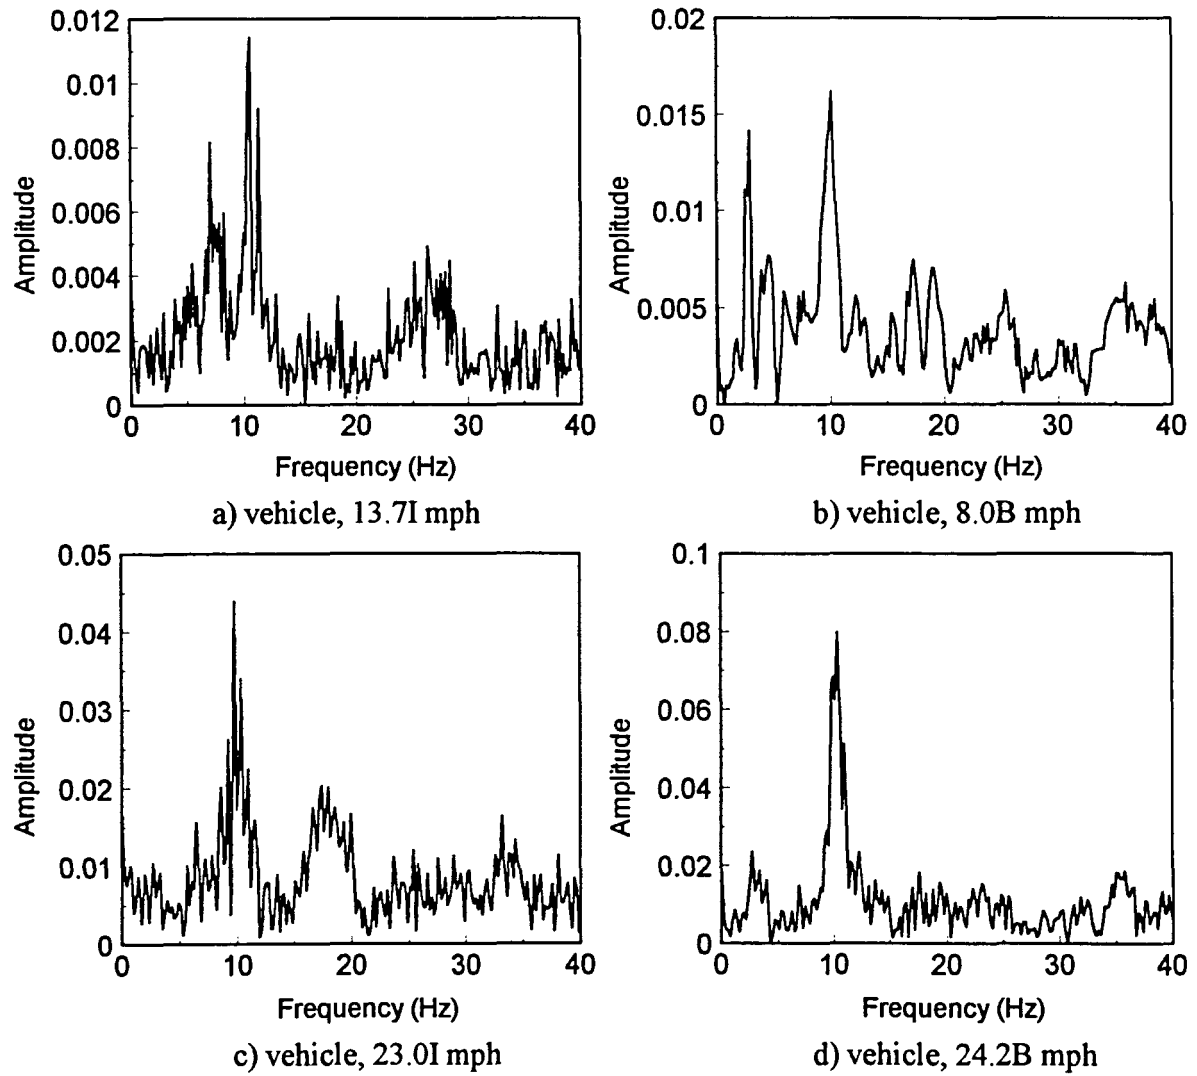 0.012
0.01
0.008
0.006
0.004
0.002
0
Amplitude
0 10 20 30 40
Frequency (Hz)
a) vehicle, 13.7I mph
0.02
0.015
0.01
0.005
0
Amplitude
0 10 20 30 40
Frequency (Hz)
b) vehicle, 8.0B mph
0.05
0.04
0.03
0.02
0.01
0
Amplitude
0 10 20 30 40
Frequency (Hz)
c) vehicle, 23.0I mph
0.1
0.08
0.06
0.04
0.02
0
Amplitude
0 10 20 30 40
Frequency (Hz)
d) vehicle, 24.2B mph